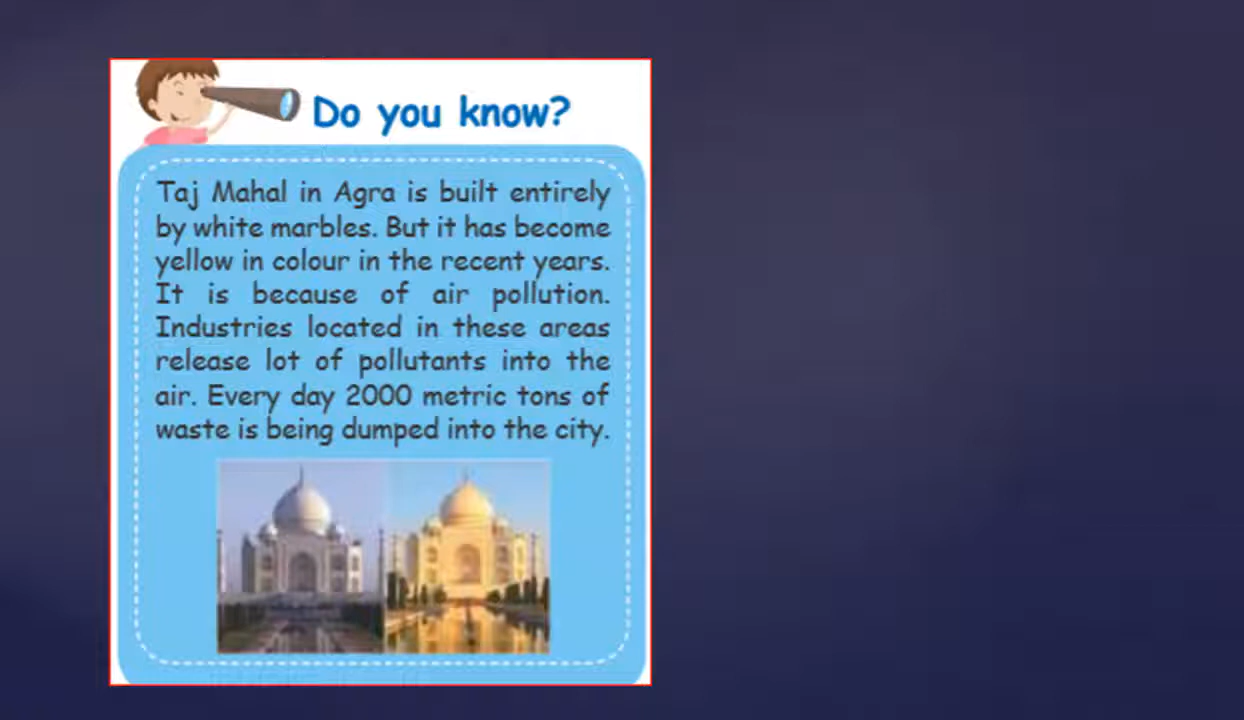 Do you know?
Taj Mahal in Agra is built entirely
by white marbles. But it has become
yellow in colour in the recent years.
It is because of air pollution.
Industries located in these areas
release lot of pollutants into the
air. Every day 2000 metric tons of
waste is being dumped into the city.